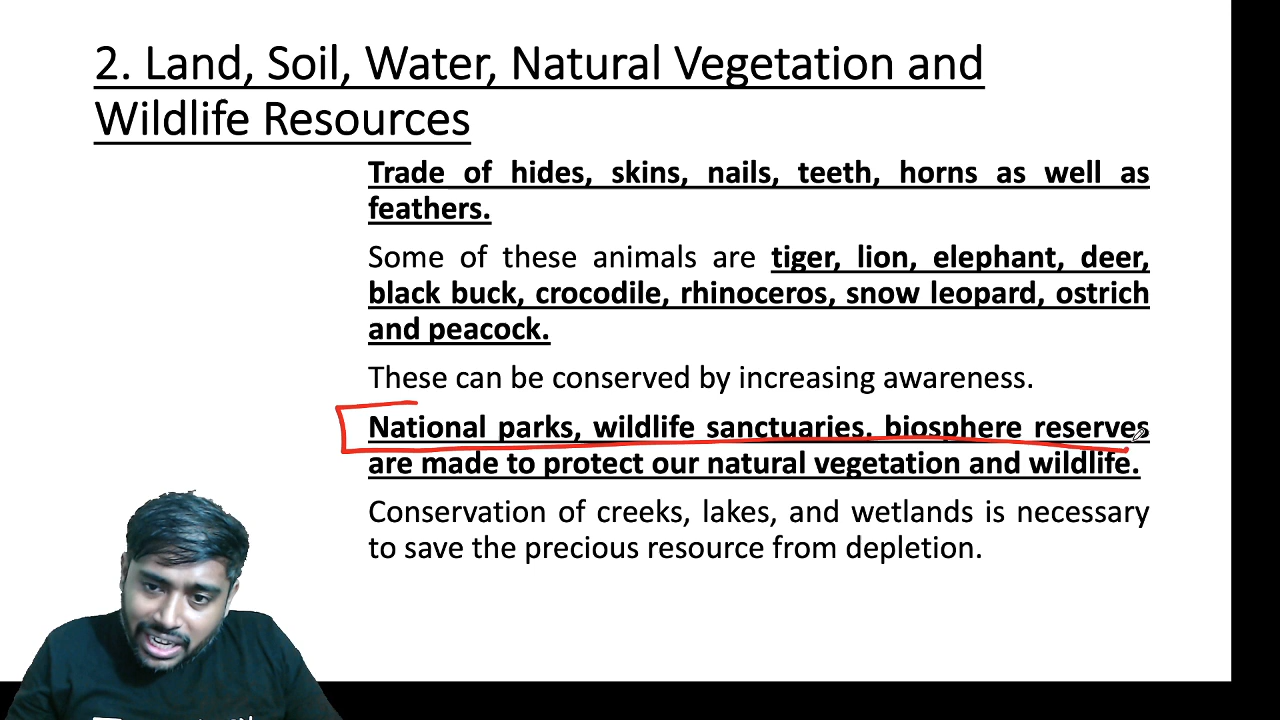 2. Land, Soil, Water, Natural Vegetation and
Wildlife Resources
Trade of hides, skins, nails, teeth, horns as well as
feathers.
Some of these animals are tiger, lion, elephant, deer,
black buck, crocodile, rhinoceros, snow leopard, ostrich
and peacock.
These can be conserved by increasing awareness.
National parks, wildlife sanctuaries, biosphere reserves
are made to protect our natural vegetation and wildlife.
Conservation of creeks, lakes, and wetlands is necessary
to save the precious resource from depletion.